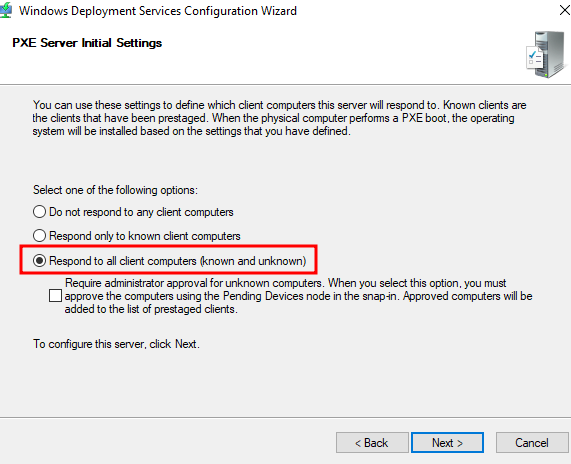 Windows Deployment Services Configuration Wizard
PXE Server Initial Settings
You can use these settings to define which client computers this server will respond to. Known clients are
the clients that have been prestaged. When the physical computer performs a PXE boot, the operating
system will be installed based on the settings that you have defined.
Select one of the following options:
Do not respond to any client computers
Respond only to known client computers
Respond to all client computers (known and unknown)
Require administrator approval for unknown computers. When you select this option, you must
approve the computers using the Pending Devices node in the snap-in. Approved computers will be
added to the list of prestaged clients.
To configure this server, click Next.
< Back
Next >
Cancel